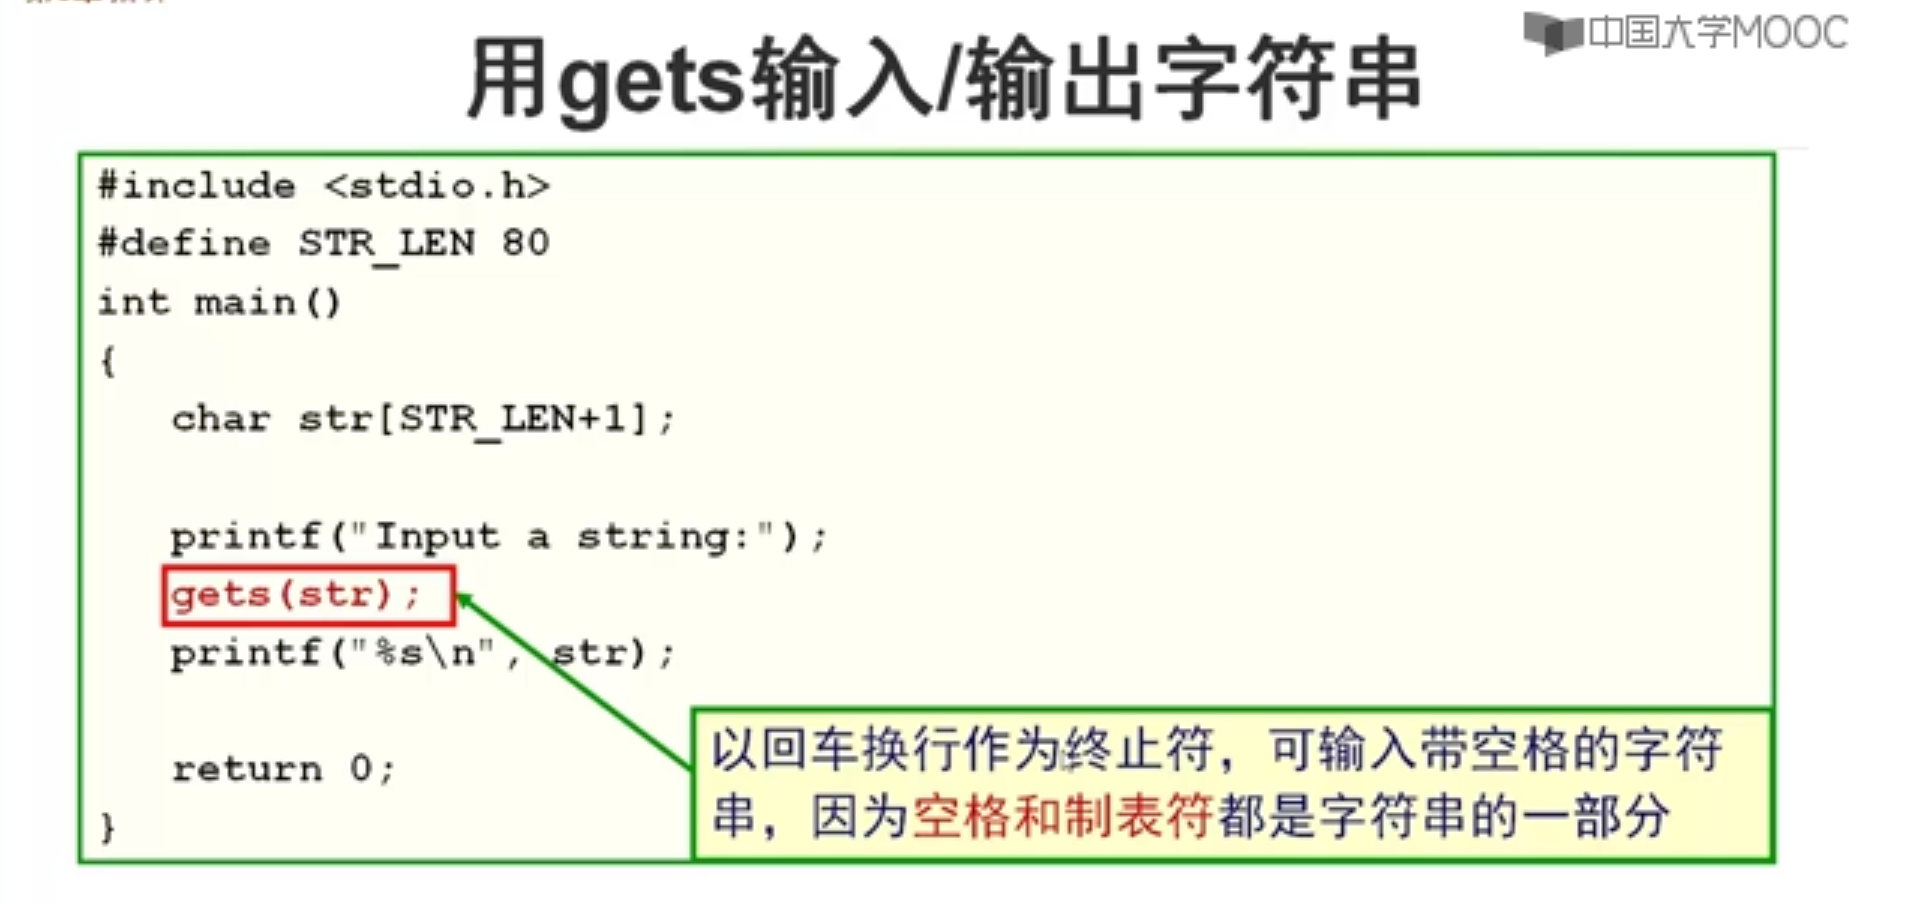 中国大学MOOC
用gets输入/输出字符串
#include <stdio.h>
#define STR_LEN 80
int main()
{
char str[STR_LEN+1];
printf("Input a string:");
gets(str);
printf("%s\n", str);
return 0;
}
以回车换行作为终止符，可输入带空格的字符
串，因为空格和制表符都是字符串的一部分